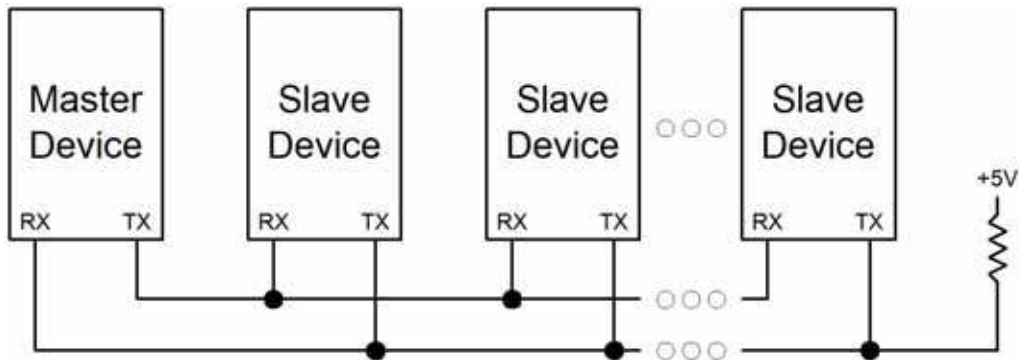 Master
Device
RX TX
Slave
Device
RX TX
Slave
Device
RX TX
Slave
Device
RX TX
+5V